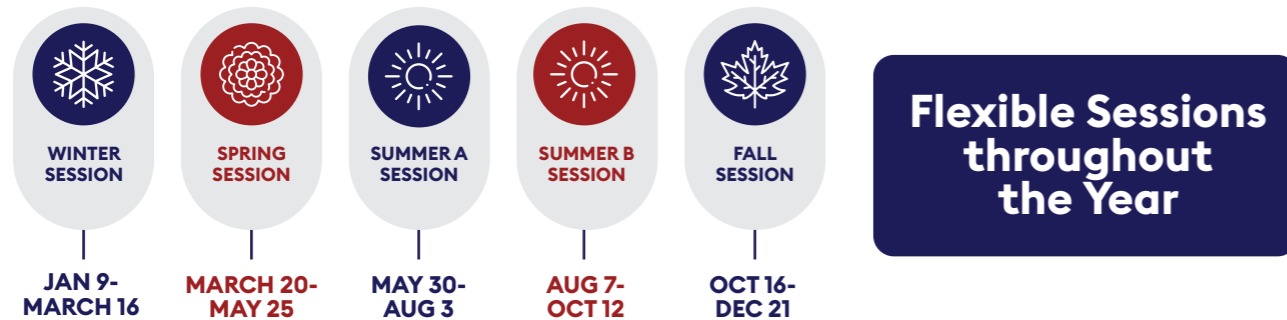 WINTER
SESSION
JAN 9-
MARCH 16
SPRING
SESSION
MARCH 20-
MAY 25
SUMMER A
SESSION
MAY 30-
AUG 3
SUMMER B
SESSION
AUG 7-
OCT 12
FALL
SESSION
OCT 16-
DEC 21
Flexible Sessions
throughout
the Year